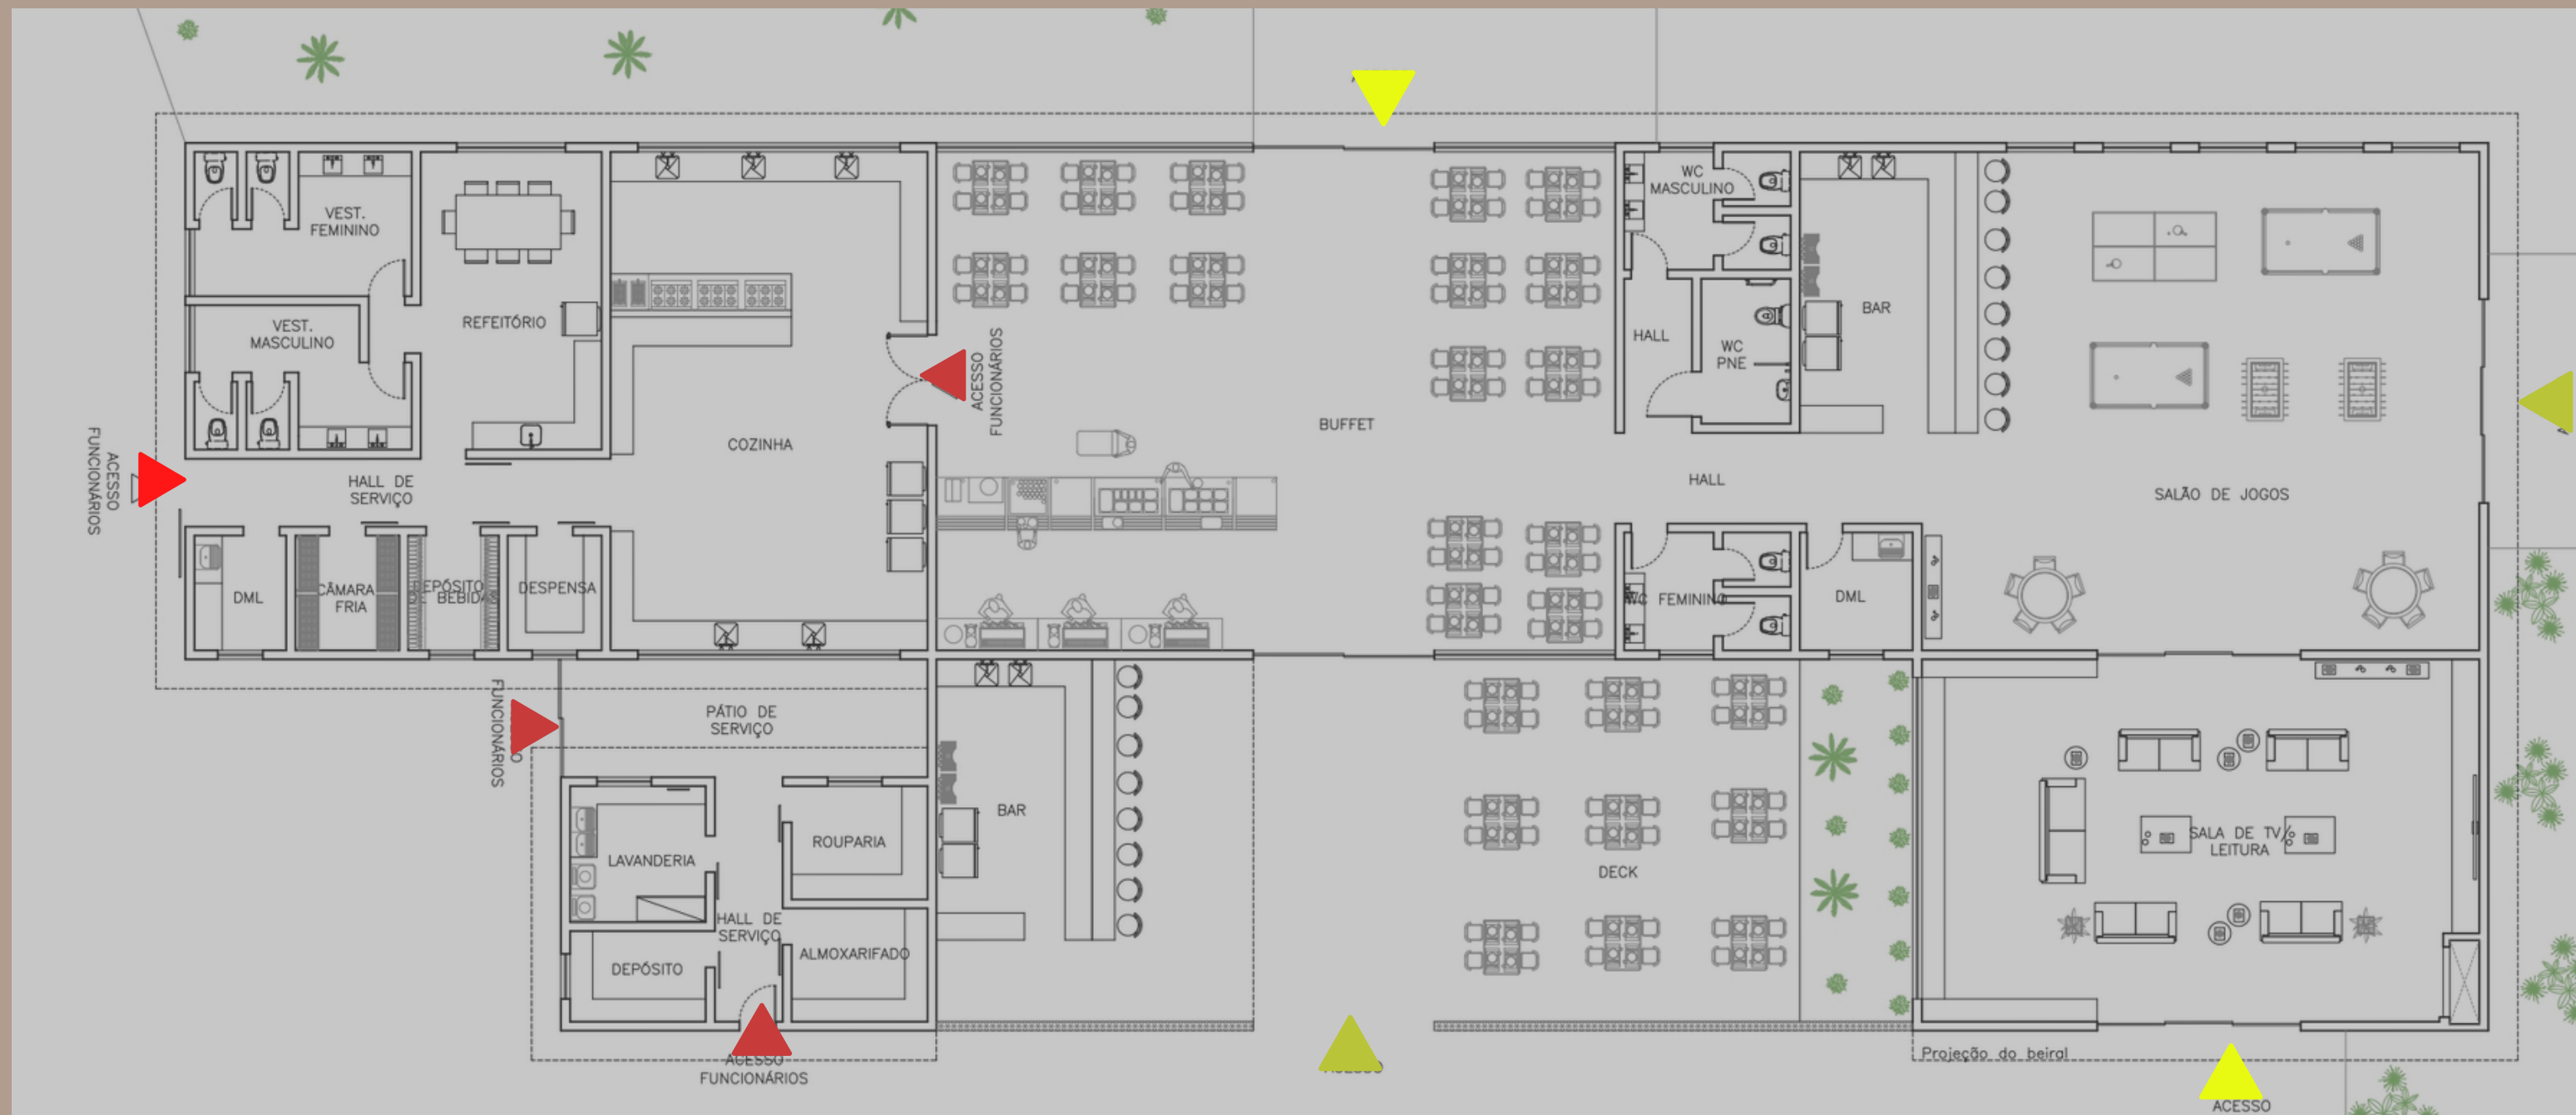 WC
MASCULINO
VEST.
FEMININO
REFEITÓRIO
VEST.
MASCULINO
ACESSO
FUNCIONÁRIOS
HALL
WC
PNE
BAR
BUFFET
COZINHA
ACESSO
FUNCIONÁRIOS
HALL DE
SERVIÇO
HALL
SALÃO DE JOGOS
DML
CÂMARA
FRIA
DEPÓSITO
DE BEBIDAS
DESPENSA
WC FEMININO
DML
FUNCIONÁRIOS
PÁTIO DE
SERVIÇO
BAR
LAVANDERIA
ROUPARIA
DECK
SALA DE TV/
LEITURA
HALL DE
SERVIÇO
DEPÓSITO
ALMOXARIFADO
ACESSO
FUNCIONÁRIOS
Projeção do beiral
ACESSO